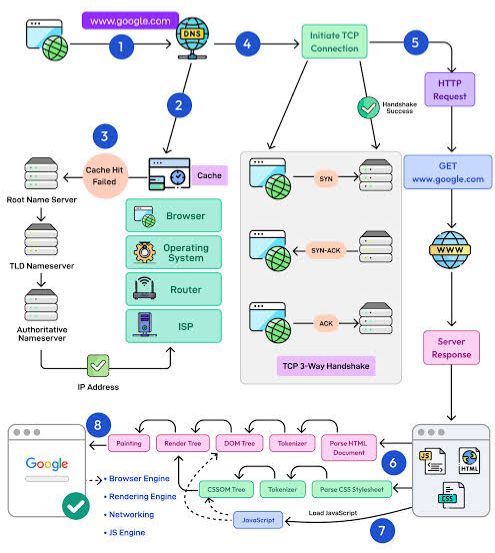 www.google.com
1
DNS
4
Initiate TCP
Connection
5
HTTP
Request
2
Handshake
Success
3
Cache Hit
Failed
Cache
Root Name Server
TLD Nameserver
Authoritative
Nameserver
IP Address
Browser
Operating
System
Router
ISP
SYN
SYN-ACK
ACK
TCP 3-Way Handshake
GET
www.google.com
WWW
Server
Response
8
Painting
Render Tree
DOM Tree
Tokenizer
Parse HTML
Document
6
CSSOM Tree
Tokenizer
Parse CSS Stylesheet
JavaScript
Load JavaScript
7
JS
HTML
CSS
Google
• Browser Engine
• Rendering Engine
• Networking
• JS Engine